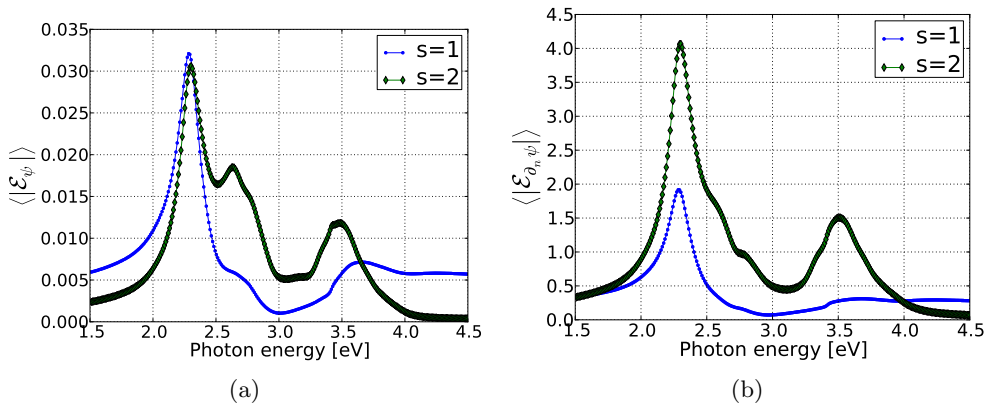 0.035
0.030
0.025
0.020
0.015
0.010
0.005
0.000
⟨|ℰ_ψ|⟩
s=1
s=2
1.5 2.0 2.5 3.0 3.5 4.0 4.5
Photon energy [eV]
(a)
4.5
4.0
3.5
3.0
2.5
2.0
1.5
1.0
0.5
0.0
⟨|ℰ_{∂_n ψ}|⟩
s=1
s=2
1.5 2.0 2.5 3.0 3.5 4.0 4.5
Photon energy [eV]
(b)